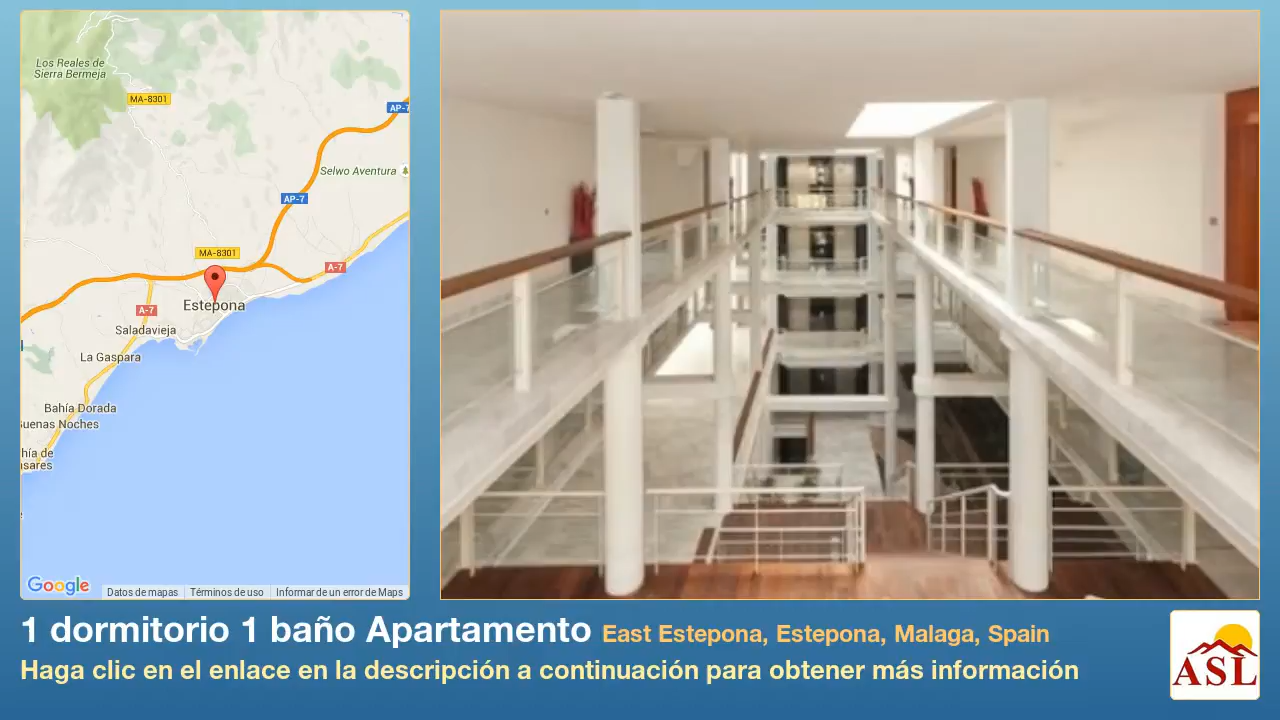 Los Reales de
Sierra Bermeja
MA-8301
AP-7
Selwo Aventura
AP-7
MA-8301
A-7
Estepona
A-7
Saladavieja
La Gaspara
Bahía Dorada
uenas Noches
hía de
sares
Google
Datos de mapas
Términos de uso
Informar de un error de Maps
1 dormitorio 1 baño Apartamento East Estepona, Estepona, Malaga, Spain
Haga clic en el enlace en la descripción a continuación para obtener más información
ASL